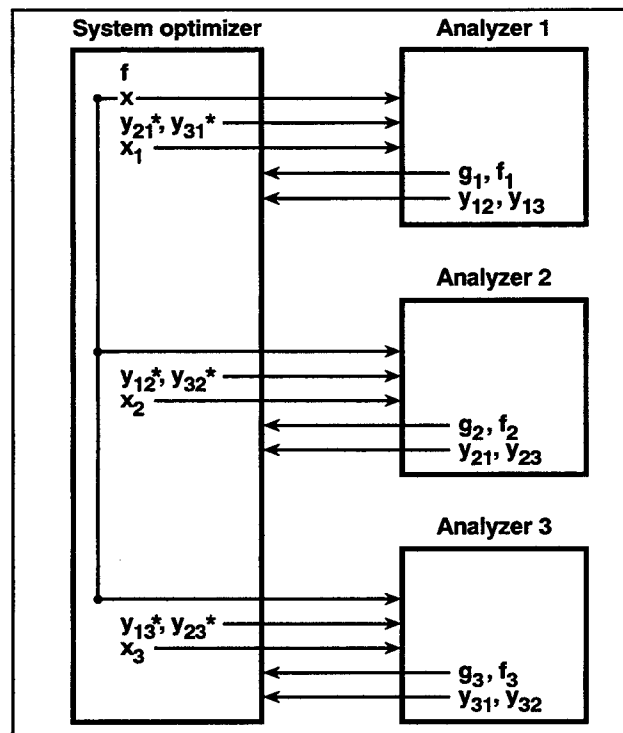 System optimizer
Analyzer 1
f
x
y21*, y31*
x1
g1, f1
y12, y13
Analyzer 2
y12*, y32*
x2
g2, f2
y21, y23
Analyzer 3
y13*, y23*
x3
g3, f3
y31, y32